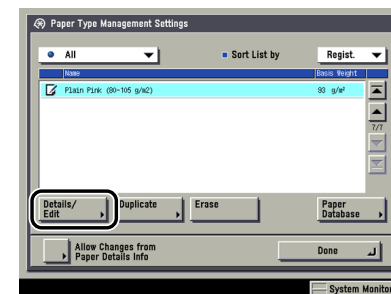 Paper Type Management Settings
All
Sort List by
Regist.
Name
Basis Weight
Plain Pink (80-105 g/m2)
93 g/m²
7/7
Details/
Edit
Duplicate
Erase
Paper
Database
Allow Changes from
Paper Details Info
Done
System Monitor